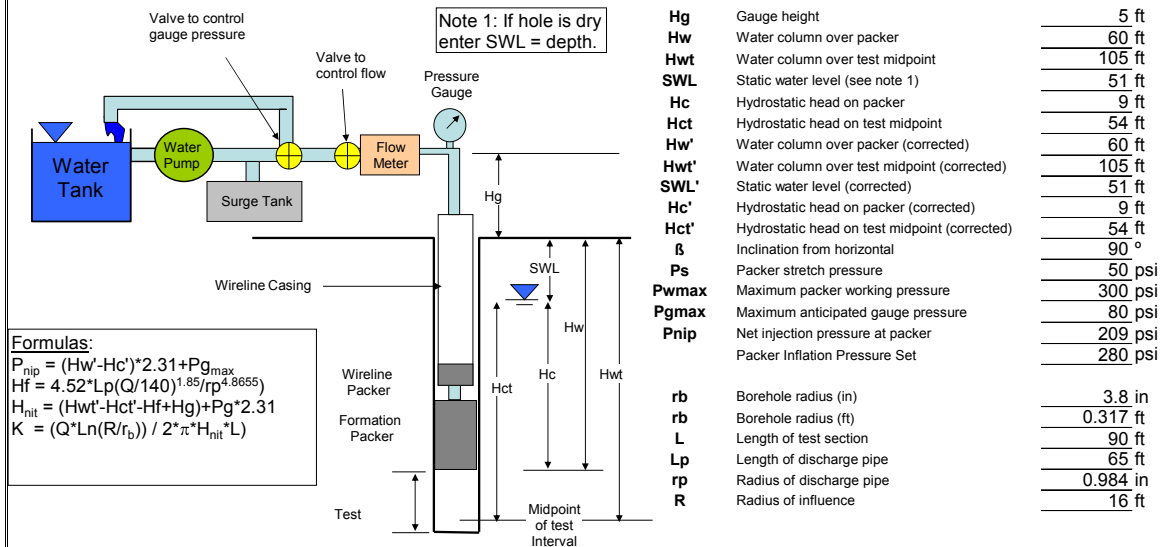 Valve to control
gauge pressure
Note 1: If hole is dry
enter SWL = depth.
Valve to
control flow
Pressure
Gauge
Water
Tank
Water
Pump
Flow
Meter
Surge Tank
Hg
SWL
Wireline Casing
Hw
Hct
Hc
Hwt
Wireline
Packer
Formation
Packer
Test
Midpoint
of test
Interval
Formulas:
P_nip = (Hw'-Hc')*2.31+Pg_max
Hf = 4.52*Lp(Q/140)^1.85/rp^4.8655)
H_nit = (Hwt'-Hct'-Hf+Hg)+Pg*2.31
K = (Q*Ln(R/r_b)) / 2*π*H_nit*L)
Hg Gauge height 5 ft
Hw Water column over packer 60 ft
Hwt Water column over test midpoint 105 ft
SWL Static water level (see note 1) 51 ft
Hc Hydrostatic head on packer 9 ft
Hct Hydrostatic head on test midpoint 54 ft
Hw' Water column over packer (corrected) 60 ft
Hwt' Water column over test midpoint (corrected) 105 ft
SWL' Static water level (corrected) 51 ft
Hc' Hydrostatic head on packer (corrected) 9 ft
Hct' Hydrostatic head on test midpoint (corrected) 54 ft
ß Inclination from horizontal 90 º
Ps Packer stretch pressure 50 psi
Pwmax Maximum packer working pressure 300 psi
Pgmax Maximum anticipated gauge pressure 80 psi
Pnip Net injection pressure at packer 209 psi
Packer Inflation Pressure Set 280 psi
rb Borehole radius (in) 3.8 in
rb Borehole radius (ft) 0.317 ft
L Length of test section 90 ft
Lp Length of discharge pipe 65 ft
rp Radius of discharge pipe 0.984 in
R Radius of influence 16 ft